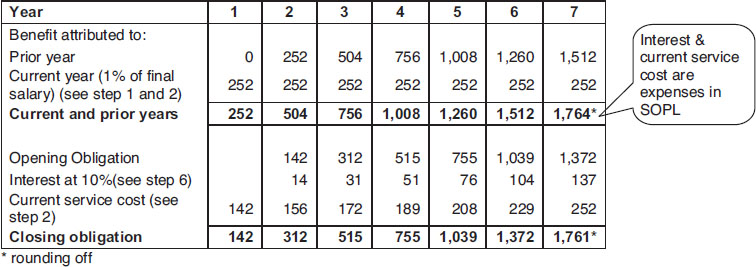 Year 1 2 3 4 5 6 7
Benefit attributed to:
Prior year 0 252 504 756 1,008 1,260 1,512
Current year (1% of final
salary) (see step 1 and 2) 252 252 252 252 252 252 252
Current and prior years 252 504 756 1,008 1,260 1,512 1,764*
Opening Obligation 142 312 515 755 1,039 1,372
Interest at 10%(see step 6) 14 31 51 76 104 137
Current service cost (see
step 2) 142 156 172 189 208 229 252
Closing obligation 142 312 515 755 1,039 1,372 1,761*
* rounding off
Interest &
current service
cost are
expenses in
SOPL